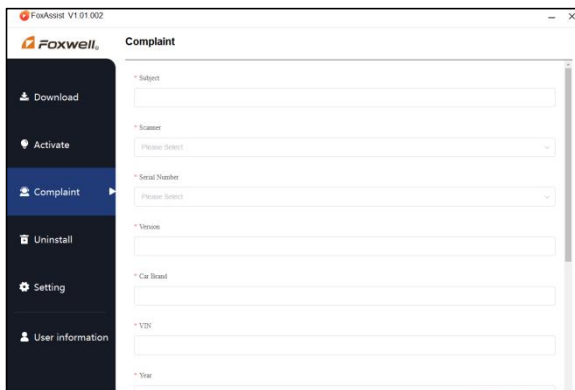 FoxAssist V1.01.002
FOXWELL®
Complaint
Download
Activate
Complaint
Uninstall
Setting
User information
* Subject
* Scanner
Please Select
* Serial Number
Please Select
* Version
* Car Brand
* VIN
* Year